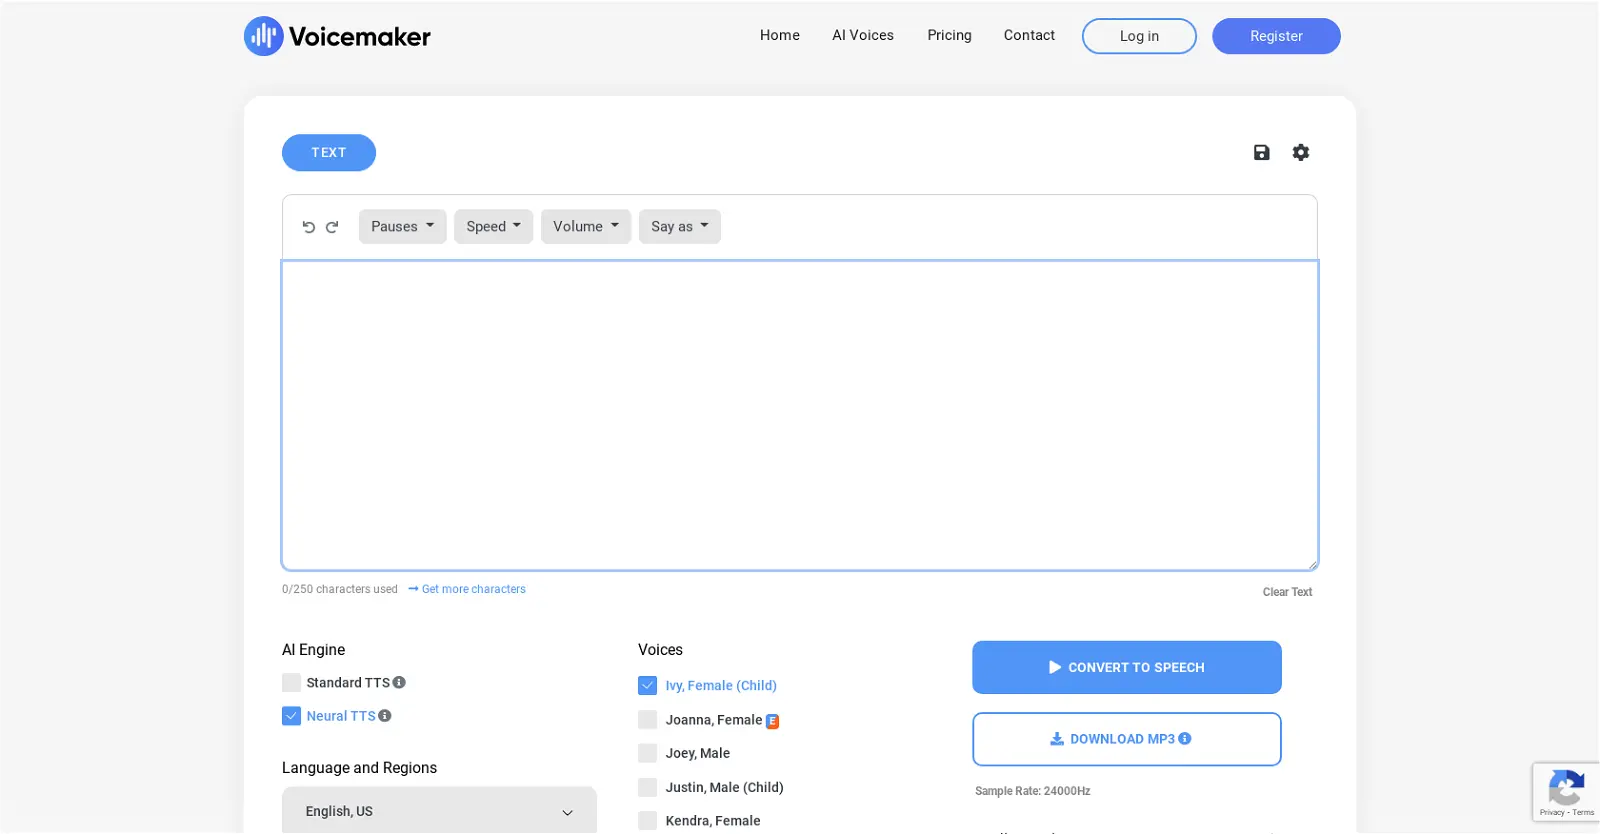 Voicemaker
Home AI Voices Pricing Contact Log in Register
TEXT
Pauses Speed Volume Say as
0/250 characters used → Get more characters
Clear Text
AI Engine
Standard TTS
Neural TTS
Language and Regions
English, US
Voices
Ivy, Female (Child)
Joanna, Female E
Joey, Male
Justin, Male (Child)
Kendra, Female
CONVERT TO SPEECH
DOWNLOAD MP3
Sample Rate: 24000Hz
Privacy - Terms